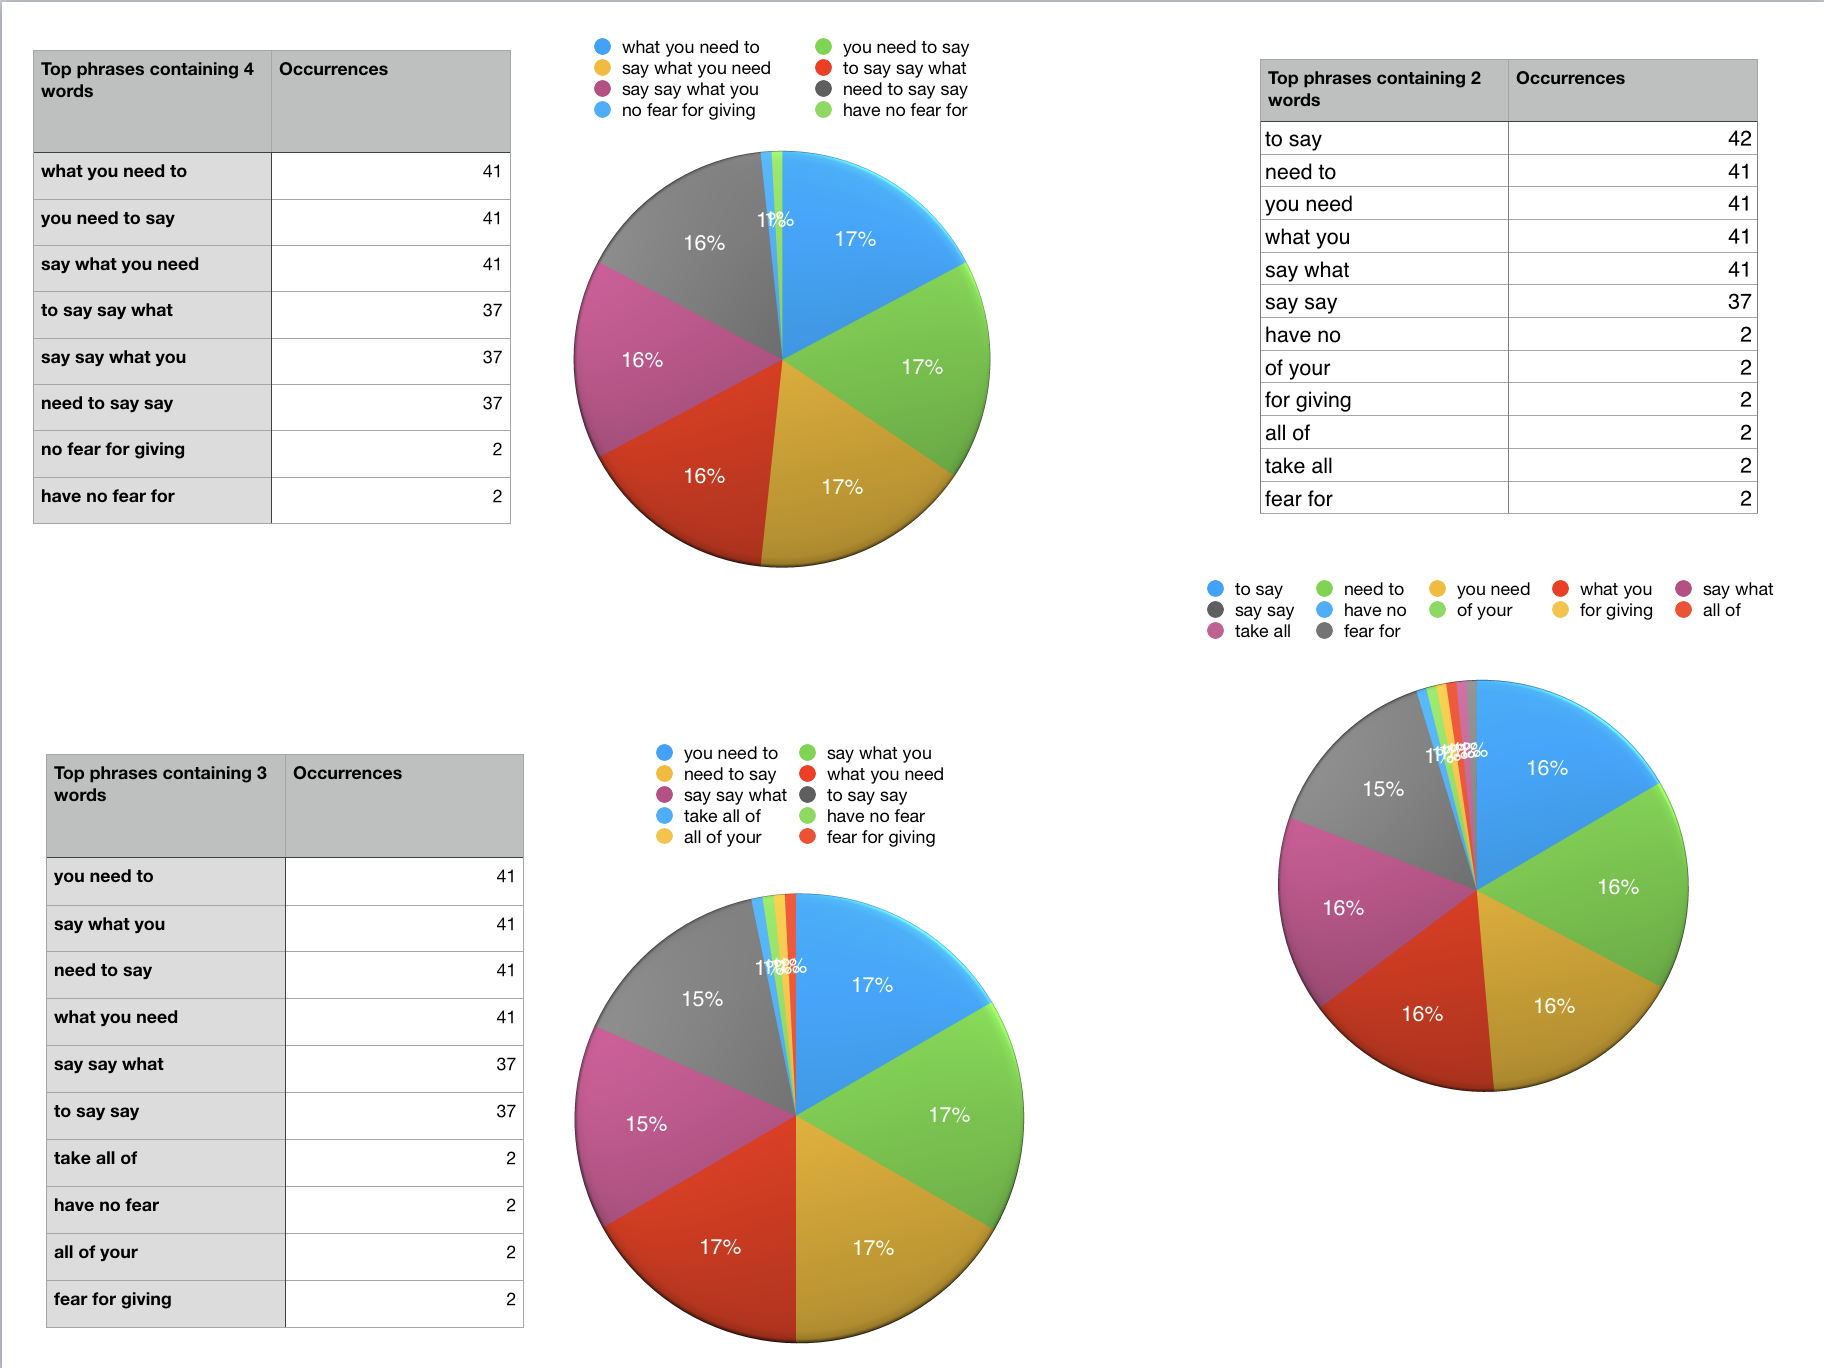 Top phrases containing 4
words
Occurrences
what you need to 41
you need to say 41
say what you need 41
to say say what 37
say say what you 37
need to say say 37
no fear for giving 2
have no fear for 2
what you need to you need to say
say what you need to say say what
say say what you need to say say
no fear for giving have no fear for
17%
17%
17%
16%
16%
16%
1%
1%
Top phrases containing 2
words
Occurrences
to say 42
need to 41
you need 41
what you 41
say what 41
say say 37
have no 2
of your 2
for giving 2
all of 2
take all 2
fear for 2
to say need to you need what you say what
say say have no of your for giving all of
take all fear for
16%
16%
16%
16%
16%
15%
1%
1%
1%
1%
1%
1%
Top phrases containing 3
words
Occurrences
you need to 41
say what you 41
need to say 41
what you need 41
say say what 37
to say say 37
take all of 2
have no fear 2
all of your 2
fear for giving 2
you need to say what you
need to say what you need
say say what to say say
take all of have no fear
all of your fear for giving
17%
17%
17%
17%
15%
15%
1%
1%
1%
1%